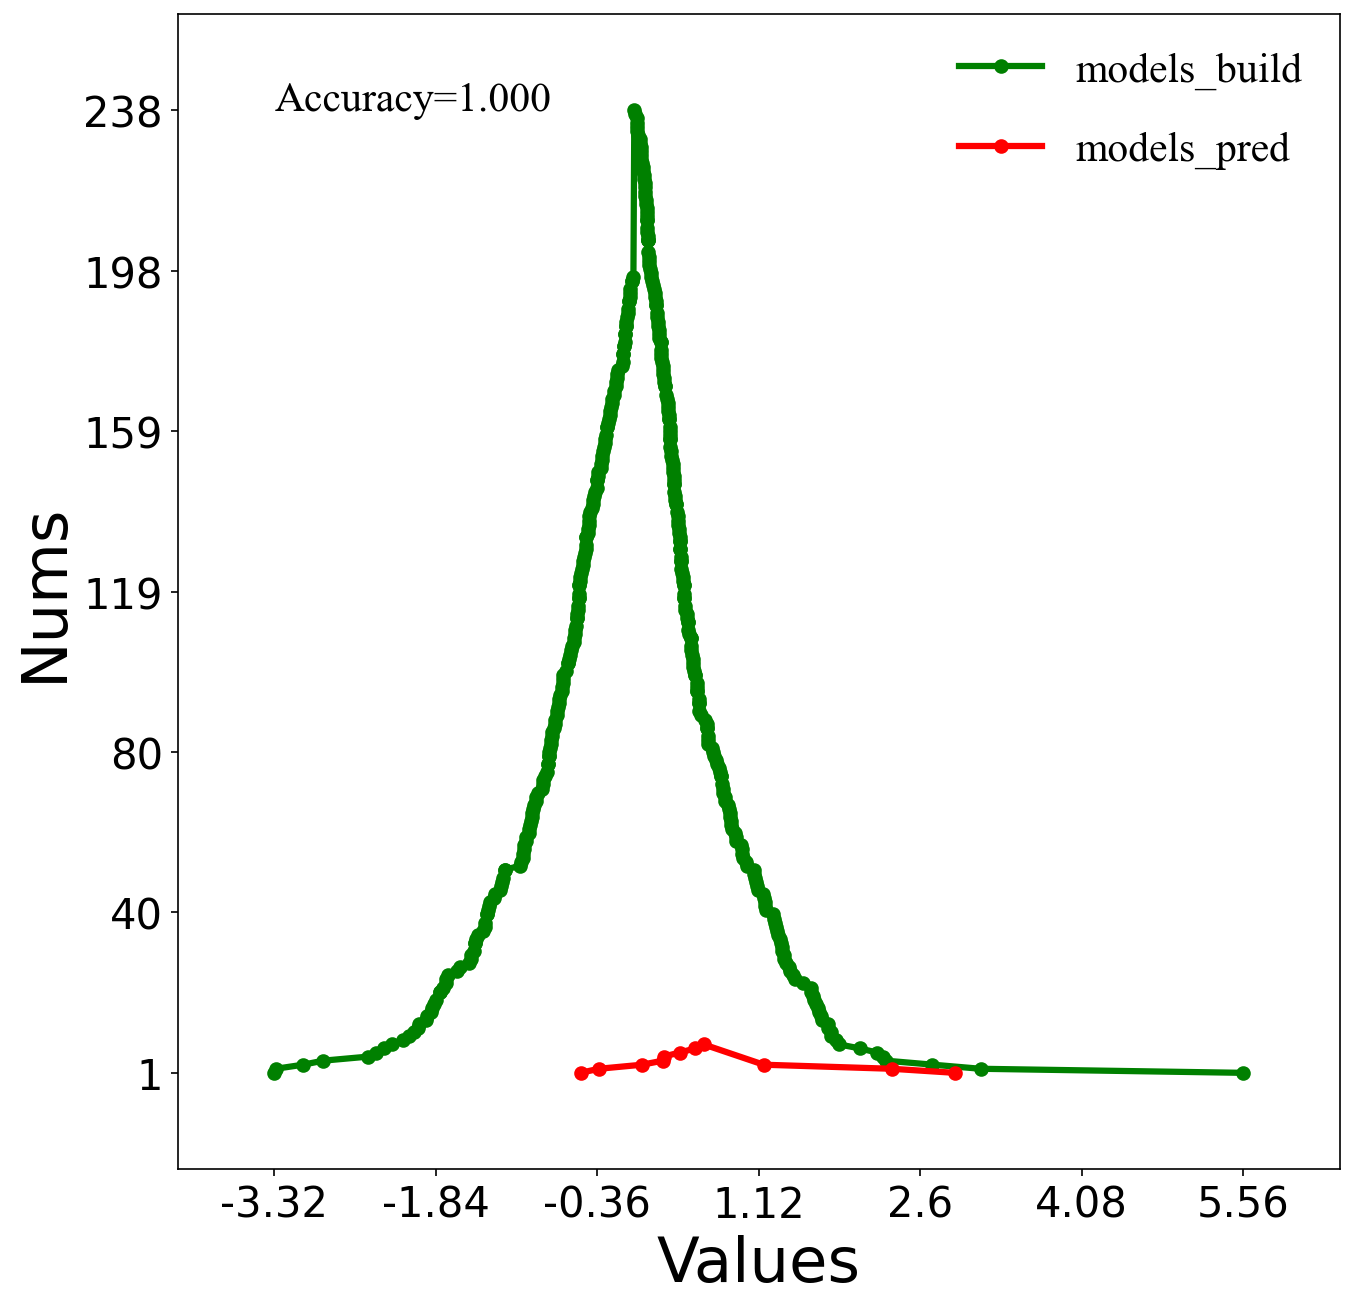 Accuracy=1.000
models_build
models_pred
238
198
159
119
80
40
1
Nums
-3.32 -1.84 -0.36 1.12 2.6 4.08 5.56
Values